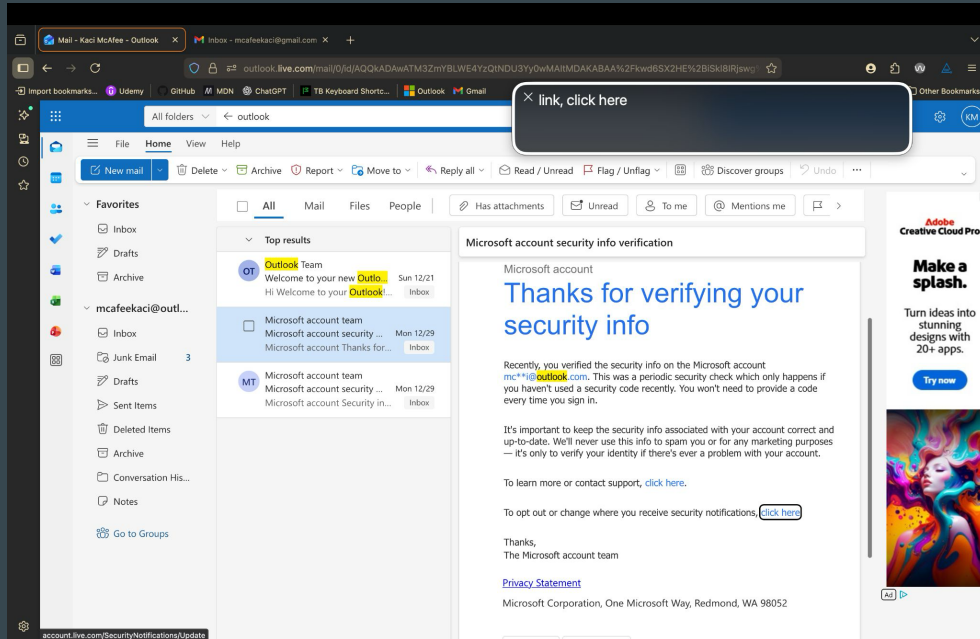 Mail - Kaci McAfee - Outlook
Inbox - mcafeekaci@gmail.com
outlook.live.com/mail/0/id/
Import bookmarks...
Udemy
GitHub
MDN
ChatGPT
TB Keyboard Shortc...
Outlook
Gmail
Other Bookmarks
link, click here
All folders
outlook
KM
File Home View Help
New mail
Delete
Archive
Report
Move to
Reply all
Read / Unread
Flag / Unflag
Discover groups
Undo
Favorites
Inbox
Drafts
Archive
mcafeekaci@outl...
Inbox
Junk Email 3
Drafts
Sent Items
Deleted Items
Archive
Conversation His...
Notes
Go to Groups
All Mail Files People
Has attachments
Unread
To me
@ Mentions me
Top results
OT
Outlook Team
Welcome to your new Outlo... Sun 12/21
Hi Welcome to your Outlook!... Inbox
Microsoft account team
Microsoft account security ... Mon 12/29
Microsoft account Thanks for... Inbox
MT
Microsoft account team
Microsoft account security ... Mon 12/29
Microsoft account Security in... Inbox
Microsoft account security info verification
Microsoft account
Thanks for verifying your
security info
Recently, you verified the security info on the Microsoft account
mc**i@outlook.com. This was a periodic security check which only happens if
you haven't used a security code recently. You won't need to provide a code
every time you sign in.
It's important to keep the security info associated with your account correct and
up-to-date. We'll never use this info to spam you or for any marketing purposes
— it's only to verify your identity if there's ever a problem with your account.
To learn more or contact support, click here.
To opt out or change where you receive security notifications, click here
Thanks,
The Microsoft account team
Privacy Statement
Microsoft Corporation, One Microsoft Way, Redmond, WA 98052
Adobe
Creative Cloud Pro
Make a
splash.
Turn ideas into
stunning
designs with
20+ apps.
Try now
Ad
account.live.com/SecurityNotifications/Update